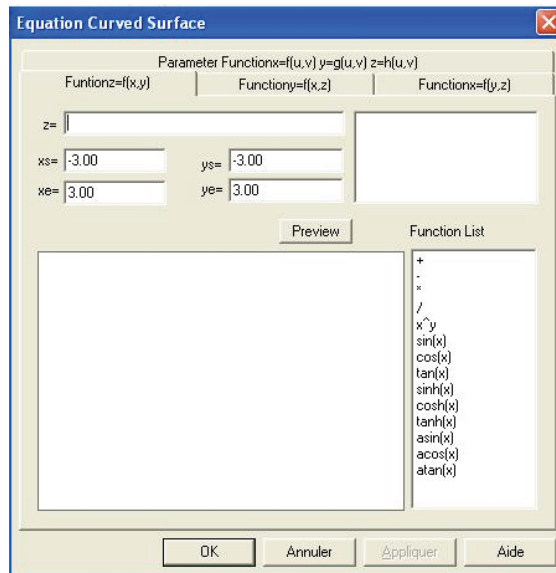 Equation Curved Surface
Parameter Functionx=f(u,v) y=g(u,v) z=h(u,v)
Funtionz=f(x,y)
Functiony=f(x,z)
Functionx=f(y,z)
z=
xs= -3.00
ys= -3.00
xe= 3.00
ye= 3.00
Preview
Function List
+
-
*
/
x^y
sin(x)
cos(x)
tan(x)
sinh(x)
cosh(x)
tanh(x)
asin(x)
acos(x)
atan(x)
OK
Annuler
Appliquer
Aide